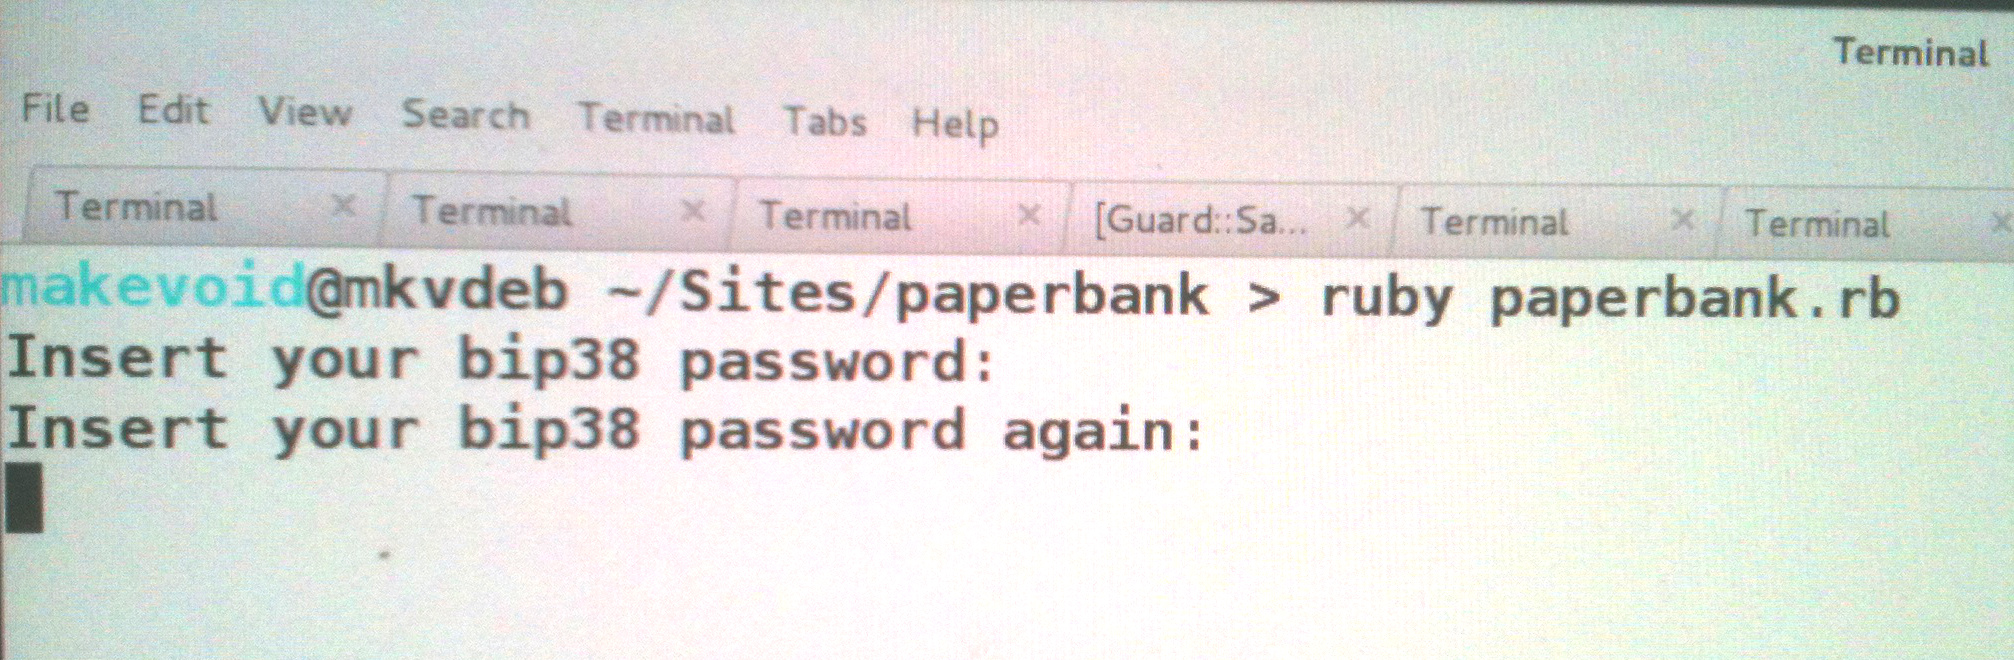 Terminal
File Edit View Search Terminal Tabs Help
Terminal × Terminal × Terminal × [Guard::Sa... × Terminal × Terminal ×
makevoid@mkvdeb ~/Sites/paperbank > ruby paperbank.rb
Insert your bip38 password:
Insert your bip38 password again: